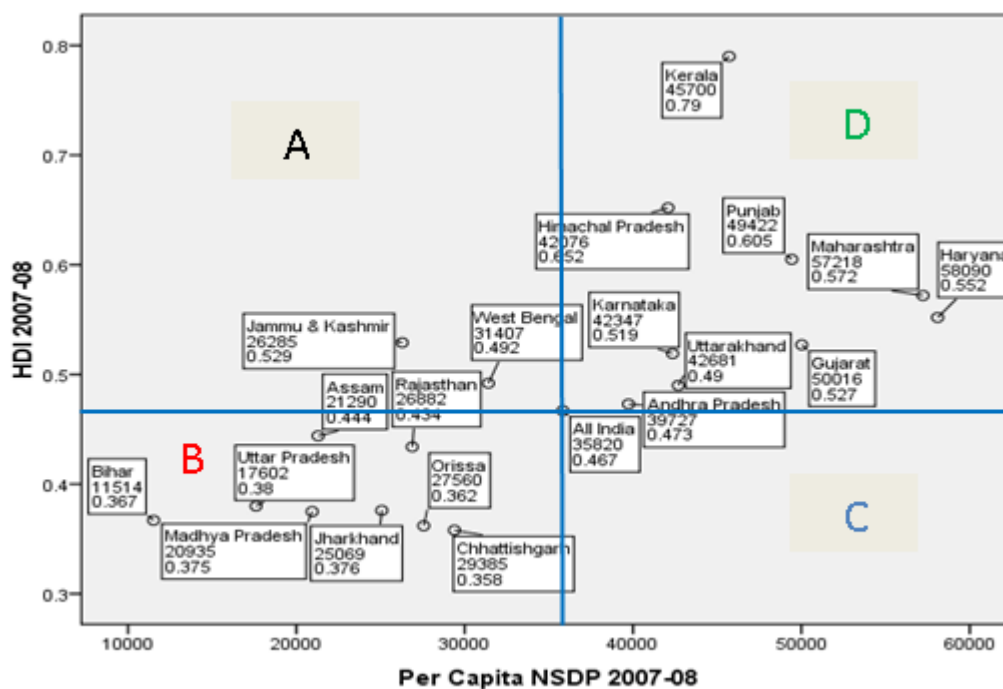 HDI 2007-08
0.8
0.7
0.6
0.5
0.4
0.3
A
D
B
C
Kerala
45700
0.79
Himachal Pradesh
42076
0.652
Punjab
49422
0.605
Maharashtra
57218
0.572
Haryana
58090
0.552
Jammu & Kashmir
26285
0.529
West Bengal
31407
0.492
Karnataka
42347
0.519
Uttarakhand
42681
0.49
Gujarat
50016
0.527
Assam
21290
0.444
Rajasthan
26882
0.434
Andhra Pradesh
39727
0.473
All India
35820
0.467
Bihar
11514
0.367
Uttar Pradesh
17602
0.38
Orissa
27560
0.362
Madhya Pradesh
20935
0.375
Jharkhand
25069
0.376
Chhattishgarh
29385
0.358
10000
20000
30000
40000
50000
60000
Per Capita NSDP 2007-08